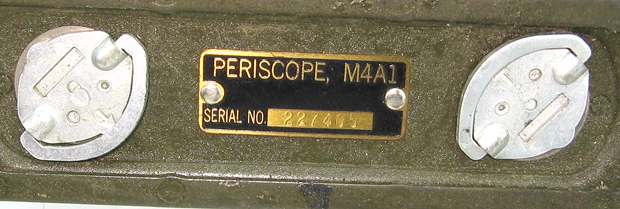 PERISCOPE, M4A1
SERIAL NO.